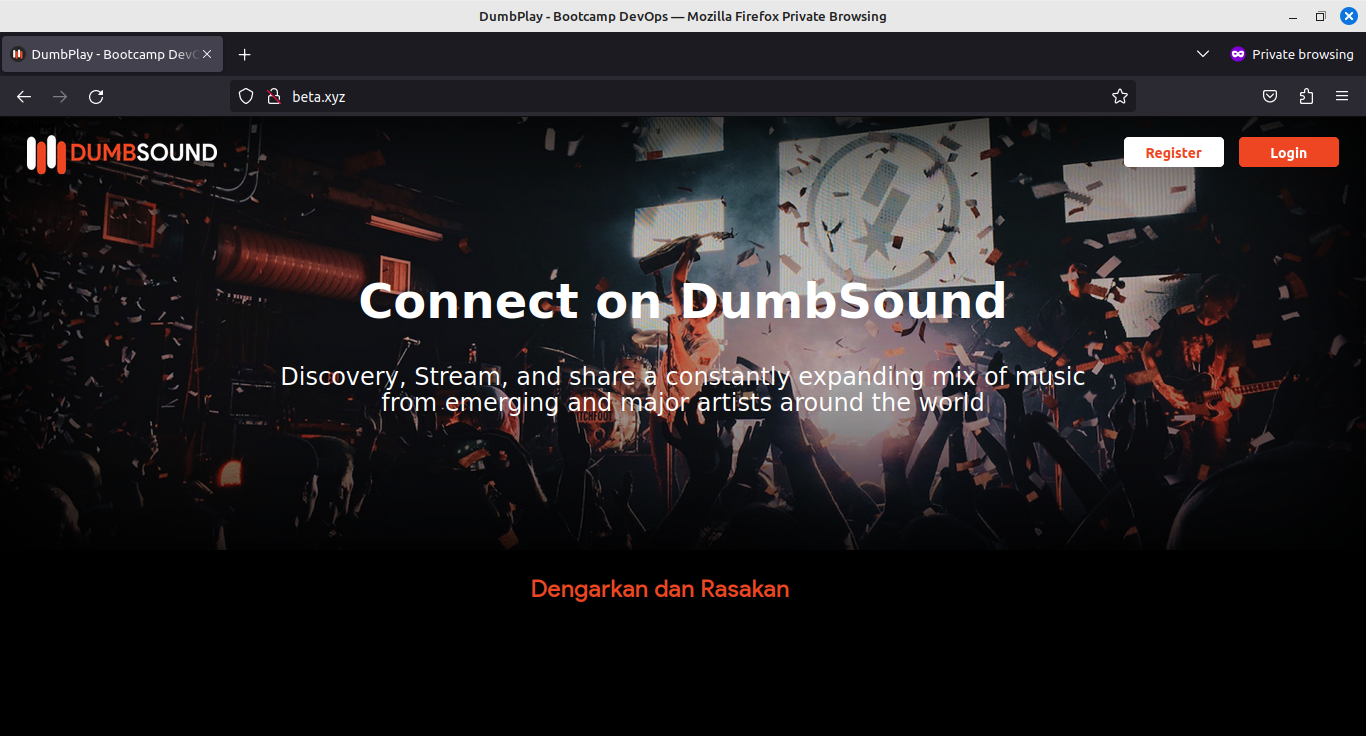 DumbPlay - Bootcamp DevOps — Mozilla Firefox Private Browsing
DumbPlay - Bootcamp Dev
Private browsing
beta.xyz
DUMBSOUND
Register
Login
Connect on DumbSound
Discovery, Stream, and share a constantly expanding mix of music
from emerging and major artists around the world
Dengarkan dan Rasakan